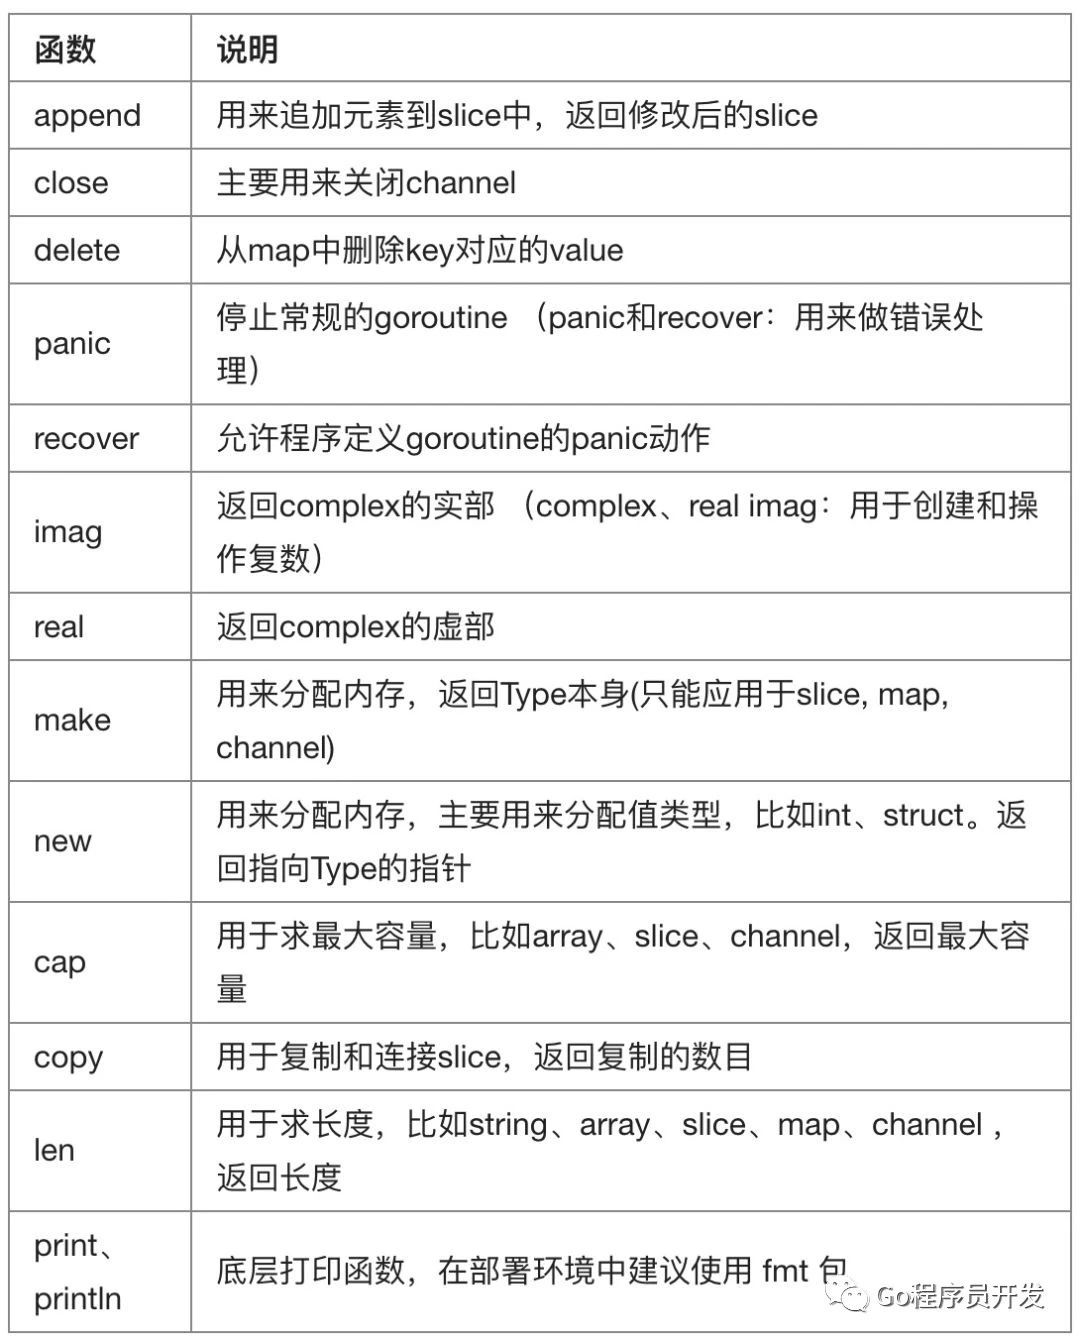 函数 说明
append 用来追加元素到slice中，返回修改后的slice
close 主要用来关闭channel
delete 从map中删除key对应的value
panic 停止常规的goroutine （panic和recover：用来做错误处
理）
recover 允许程序定义goroutine的panic动作
imag 返回complex的实部 （complex、real imag：用于创建和操
作复数）
real 返回complex的虚部
make 用来分配内存，返回Type本身(只能应用于slice, map,
channel)
new 用来分配内存，主要用来分配值类型，比如int、struct。返
回指向Type的指针
cap 用于求最大容量，比如array、slice、channel，返回最大容
量
copy 用于复制和连接slice，返回复制的数目
len 用于求长度，比如string、array、slice、map、channel ，
返回长度
print、
println 底层打印函数，在部署环境中建议使用 fmt 包
Go程序员开发